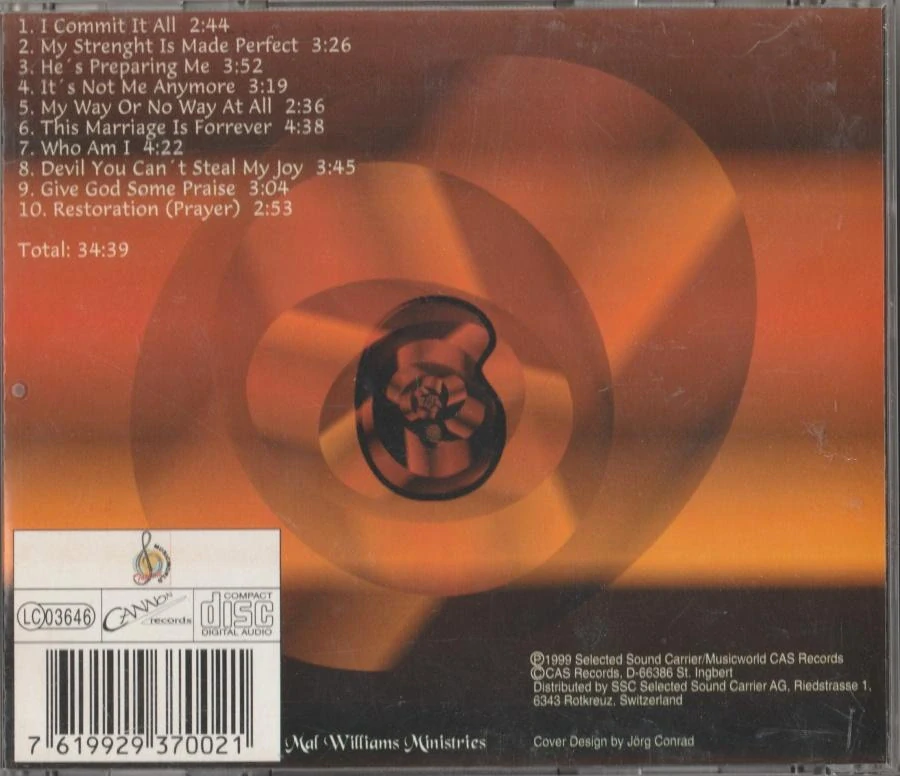 1. I Commit It All 2:44
2. My Strenght Is Made Perfect 3:26
3. He´s Preparing Me 3:52
4. It´s Not Me Anymore 3:19
5. My Way Or No Way At All 2:36
6. This Marriage Is Forrever 4:38
7. Who Am I 4:22
8. Devil You Can´t Steal My Joy 3:45
9. Give God Some Praise 3:04
10. Restoration (Prayer) 2:53
Total: 34:39
MUSICWORLD
LC 03646
CANNON records
COMPACT
disc
DIGITAL AUDIO
7 619929 370021
Mal Williams Ministries
Ⓟ1999 Selected Sound Carrier/Musicworld CAS Records
©CAS Records, D-66386 St. Ingbert
Distributed by SSC Selected Sound Carrier AG, Riedstrasse 1,
6343 Rotkreuz, Switzerland
Cover Design by Jörg Conrad